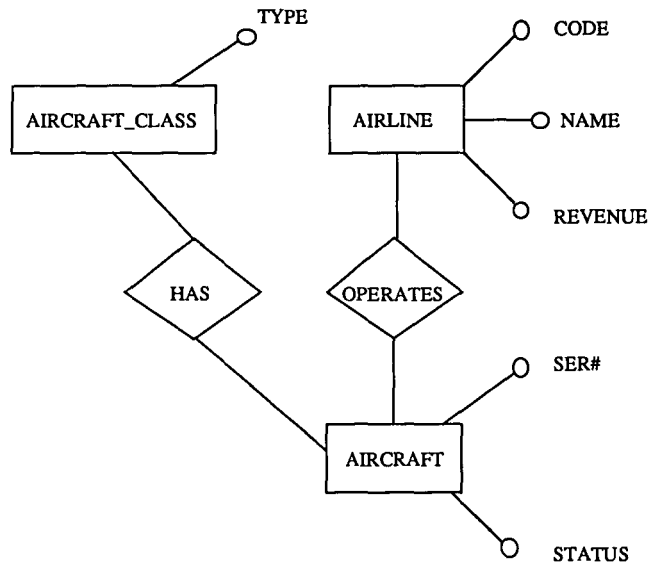 TYPE
CODE
AIRCRAFT_CLASS
AIRLINE
NAME
REVENUE
HAS
OPERATES
SER#
AIRCRAFT
STATUS